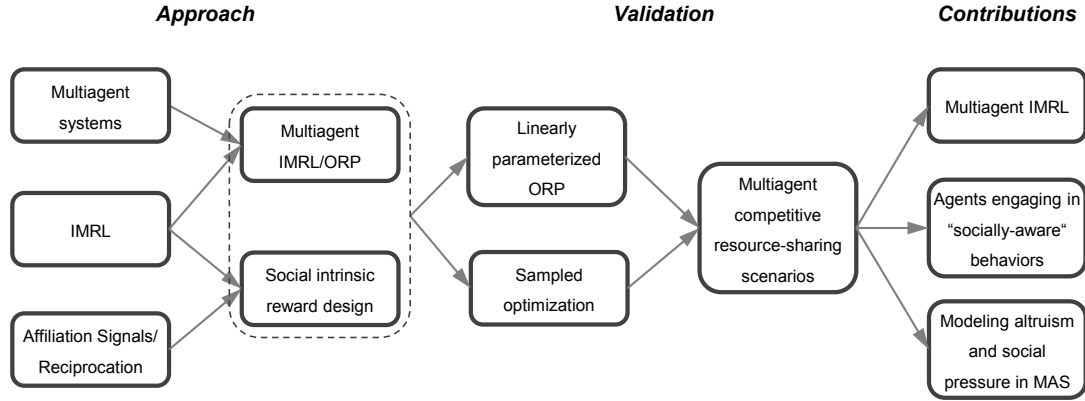 Approach
Validation
Contributions
Multiagent
systems
IMRL
Affiliation Signals/
Reciprocation
Multiagent
IMRL/ORP
Social intrinsic
reward design
Linearly
parameterized
ORP
Sampled
optimization
Multiagent
competitive
resource-sharing
scenarios
Multiagent IMRL
Agents engaging in
“socially-aware“
behaviors
Modeling altruism
and social
pressure in MAS